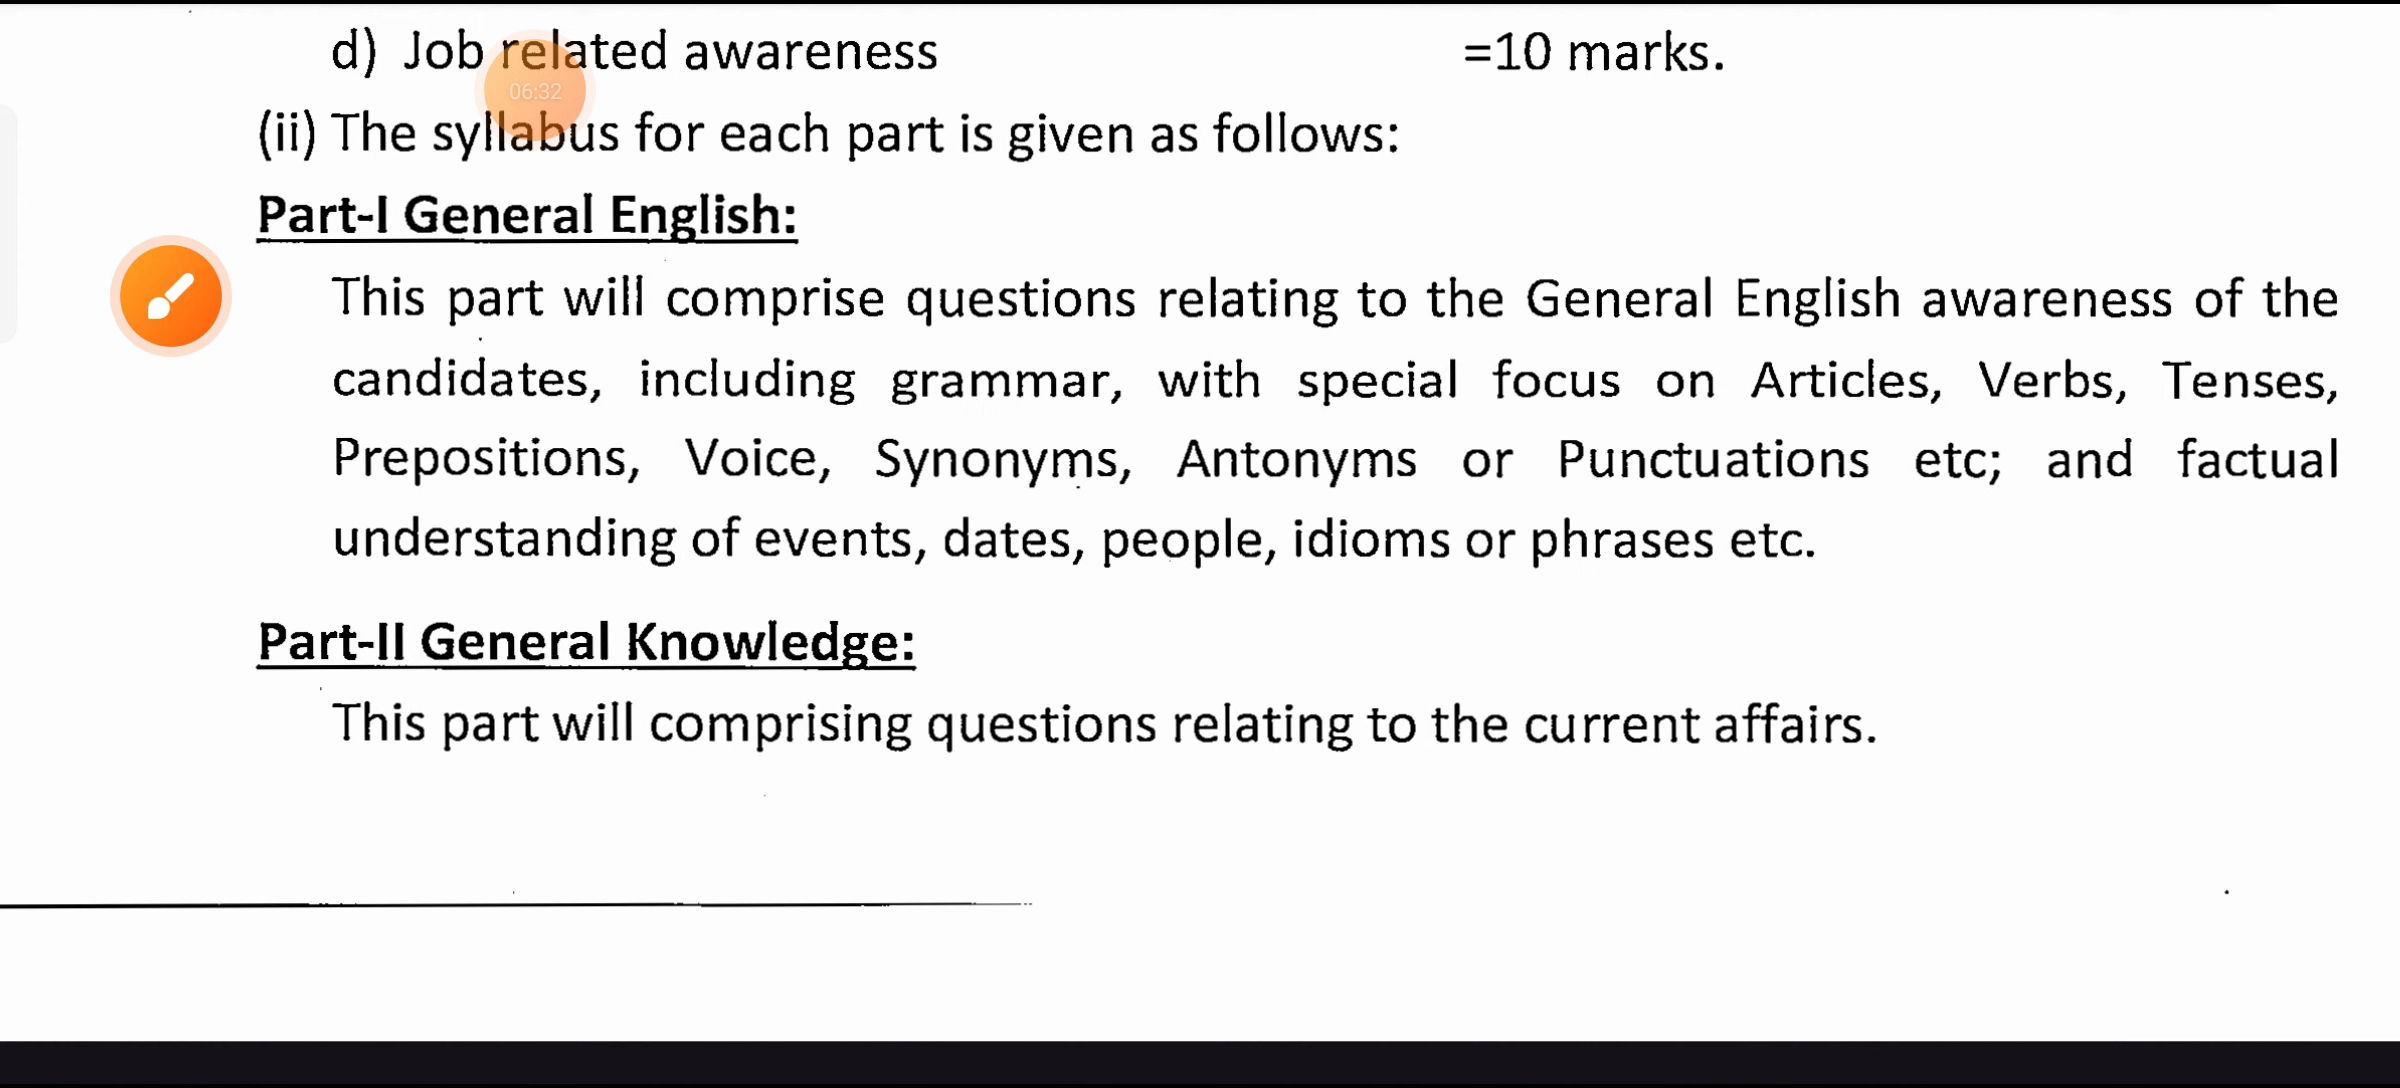 d) Job related awareness =10 marks.
06:32
(ii) The syllabus for each part is given as follows:
Part-I General English:
This part will comprise questions relating to the General English awareness of the
candidates, including grammar, with special focus on Articles, Verbs, Tenses,
Prepositions, Voice, Synonyms, Antonyms or Punctuations etc; and factual
understanding of events, dates, people, idioms or phrases etc.
Part-II General Knowledge:
This part will comprising questions relating to the current affairs.